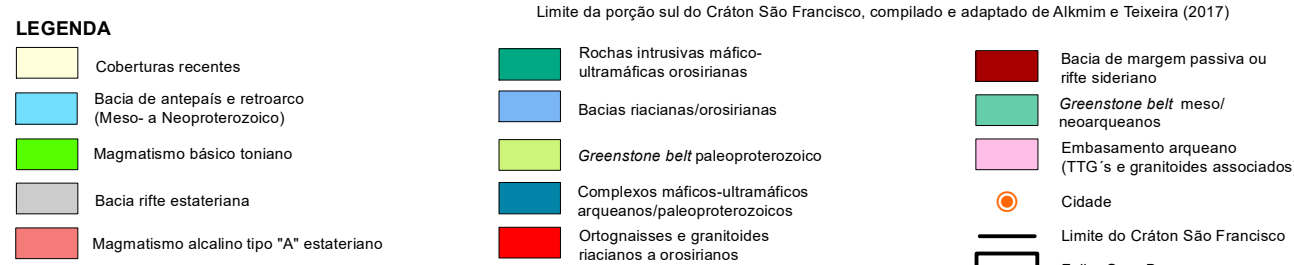 Limite da porção sul do Cráton São Francisco, compilado e adaptado de Alkmim e Teixeira (2017)
LEGENDA
Coberturas recentes
Bacia de antepaís e retroarco
(Meso- a Neoproterozoico)
Magmatismo básico toniano
Bacia rifte estateriana
Magmatismo alcalino tipo "A" estateriano
Rochas intrusivas máfico-
ultramáficas orosirianas
Bacias riacianas/orosirianas
Greenstone belt paleoproterozoico
Complexos máficos-ultramáficos
arqueanos/paleoproterozoicos
Ortognaisses e granitoides
riacianos a orosirianos
Bacia de margem passiva ou
rifte sideriano
Greenstone belt meso/
neoarqueanos
Embasamento arqueano
(TTG´s e granitoides associados
Cidade
Limite do Cráton São Francisco